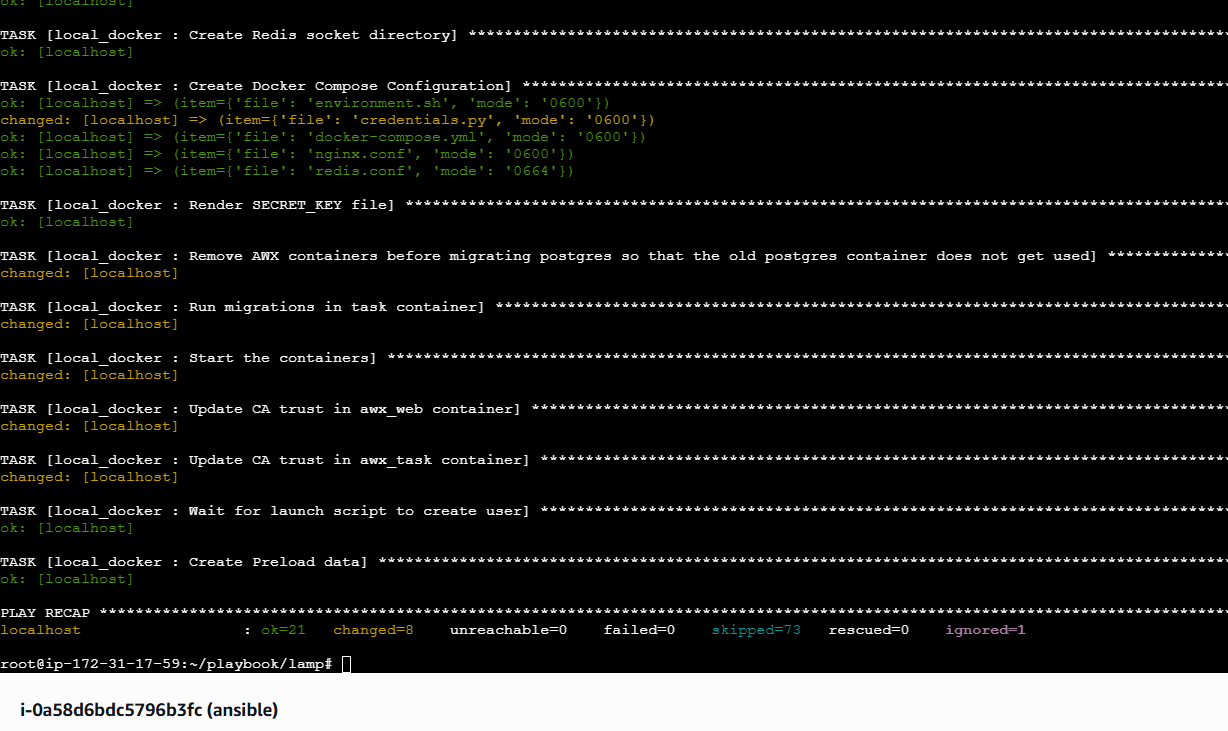 ok: [localhost]
TASK [local_docker : Create Redis socket directory] *************************************************************************************
ok: [localhost]
TASK [local_docker : Create Docker Compose Configuration] *******************************************************************************
ok: [localhost] => (item={'file': 'environment.sh', 'mode': '0600'})
changed: [localhost] => (item={'file': 'credentials.py', 'mode': '0600'})
ok: [localhost] => (item={'file': 'docker-compose.yml', 'mode': '0600'})
ok: [localhost] => (item={'file': 'nginx.conf', 'mode': '0600'})
ok: [localhost] => (item={'file': 'redis.conf', 'mode': '0664'})
TASK [local_docker : Render SECRET_KEY file] ********************************************************************************************
ok: [localhost]
TASK [local_docker : Remove AWX containers before migrating postgres so that the old postgres container does not get used] **************
changed: [localhost]
TASK [local_docker : Run migrations in task container] **********************************************************************************
changed: [localhost]
TASK [local_docker : Start the containers] **********************************************************************************************
changed: [localhost]
TASK [local_docker : Update CA trust in awx_web container] ******************************************************************************
changed: [localhost]
TASK [local_docker : Update CA trust in awx_task container] *****************************************************************************
changed: [localhost]
TASK [local_docker : Wait for launch script to create user] *****************************************************************************
ok: [localhost]
TASK [local_docker : Create Preload data] ***********************************************************************************************
ok: [localhost]
PLAY RECAP ******************************************************************************************************************************
localhost : ok=21 changed=8 unreachable=0 failed=0 skipped=73 rescued=0 ignored=1
root@ip-172-31-17-59:~/playbook/lamp#
i-0a58d6bdc5796b3fc (ansible)